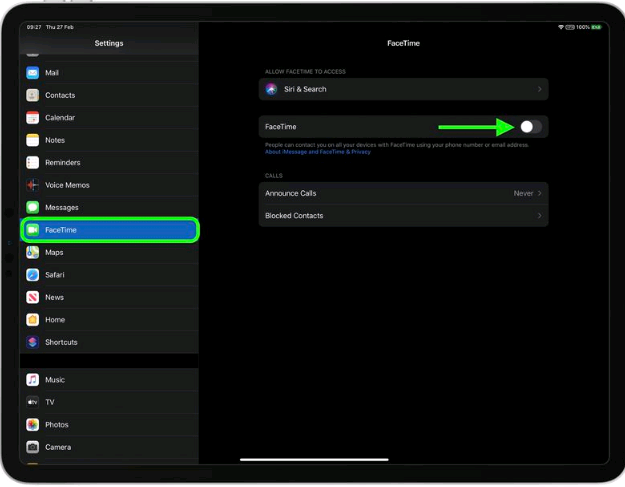 09:27 Thu 27 Feb
100%
Settings
FaceTime
Mail
Contacts
Calendar
Notes
Reminders
Voice Memos
Messages
FaceTime
Maps
Safari
News
Home
Shortcuts
Music
tv
TV
Photos
Camera
ALLOW FACETIME TO ACCESS
Siri & Search
FaceTime
People can contact you on all your devices with FaceTime using your phone number or email address.
About iMessage and FaceTime & Privacy
CALLS
Announce Calls Never
Blocked Contacts